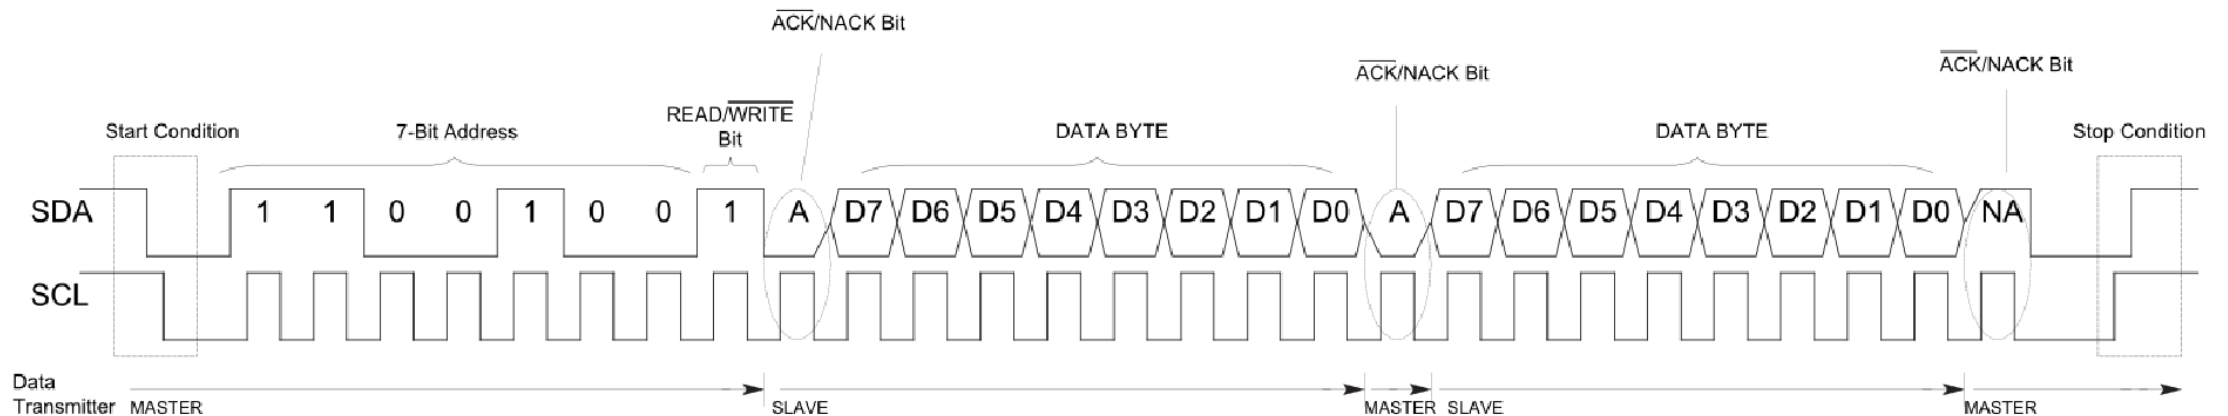 ACK/NACK Bit
ACK/NACK Bit
ACK/NACK Bit
READ/WRITE
Bit
Start Condition
7-Bit Address
DATA BYTE
DATA BYTE
Stop Condition
SDA 1 1 0 0 1 0 0 1 A D7 D6 D5 D4 D3 D2 D1 D0 A D7 D6 D5 D4 D3 D2 D1 D0 NA
SCL
Data
Transmitter MASTER SLAVE MASTER SLAVE MASTER